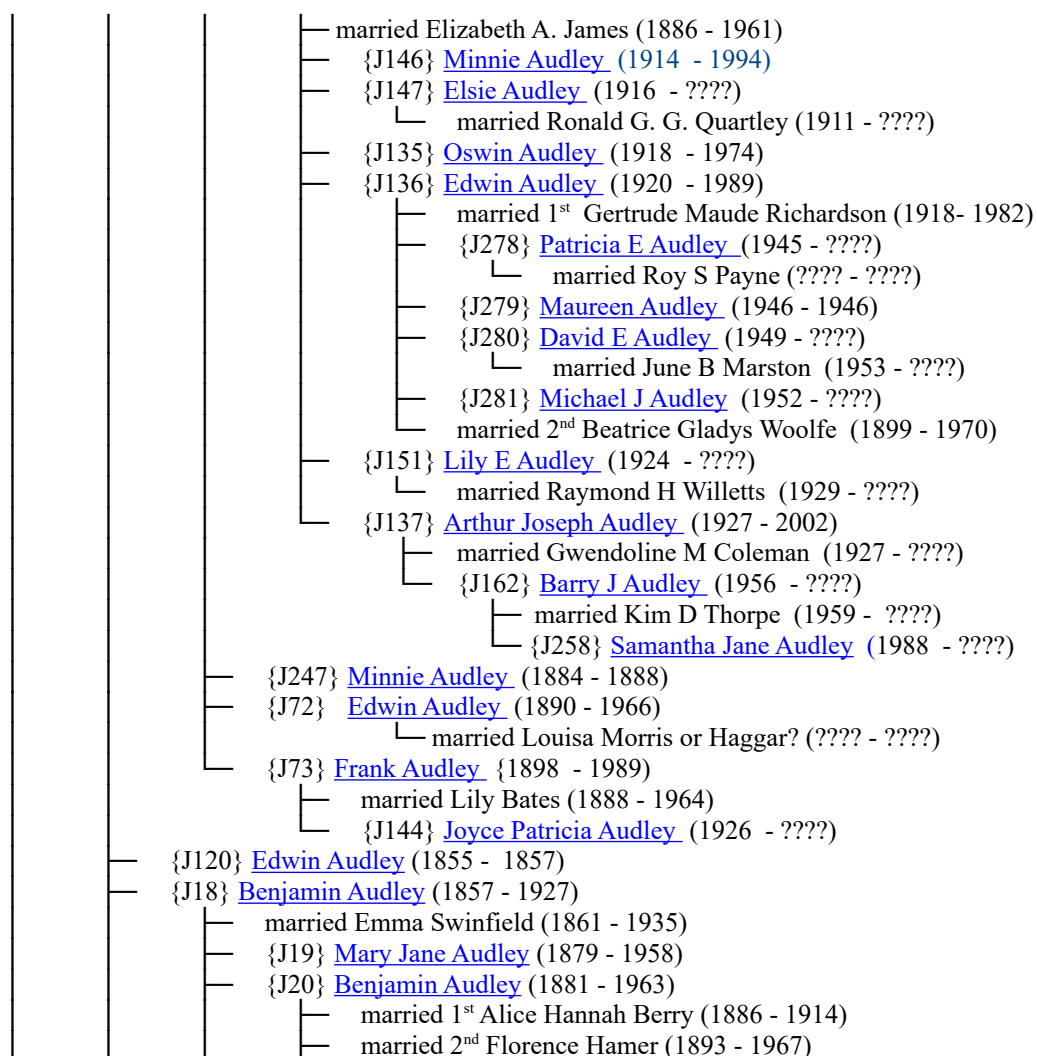 married Elizabeth A. James (1886 - 1961)
{J146} Minnie Audley (1914 - 1994)
{J147} Elsie Audley (1916 - ????)
married Ronald G. G. Quartley (1911 - ????)
{J135} Oswin Audley (1918 - 1974)
{J136} Edwin Audley (1920 - 1989)
married 1st Gertrude Maude Richardson (1918- 1982)
{J278} Patricia E Audley (1945 - ????)
married Roy S Payne (???? - ????)
{J279} Maureen Audley (1946 - 1946)
{J280} David E Audley (1949 - ????)
married June B Marston (1953 - ????)
{J281} Michael J Audley (1952 - ????)
married 2nd Beatrice Gladys Woolfe (1899 - 1970)
{J151} Lily E Audley (1924 - ????)
married Raymond H Willetts (1929 - ????)
{J137} Arthur Joseph Audley (1927 - 2002)
married Gwendoline M Coleman (1927 - ????)
{J162} Barry J Audley (1956 - ????)
married Kim D Thorpe (1959 - ????)
{J258} Samantha Jane Audley (1988 - ????)
{J247} Minnie Audley (1884 - 1888)
{J72} Edwin Audley (1890 - 1966)
married Louisa Morris or Haggar? (???? - ????)
{J73} Frank Audley {1898 - 1989)
married Lily Bates (1888 - 1964)
{J144} Joyce Patricia Audley (1926 - ????)
{J120} Edwin Audley (1855 - 1857)
{J18} Benjamin Audley (1857 - 1927)
married Emma Swinfield (1861 - 1935)
{J19} Mary Jane Audley (1879 - 1958)
{J20} Benjamin Audley (1881 - 1963)
married 1st Alice Hannah Berry (1886 - 1914)
married 2nd Florence Hamer (1893 - 1967)